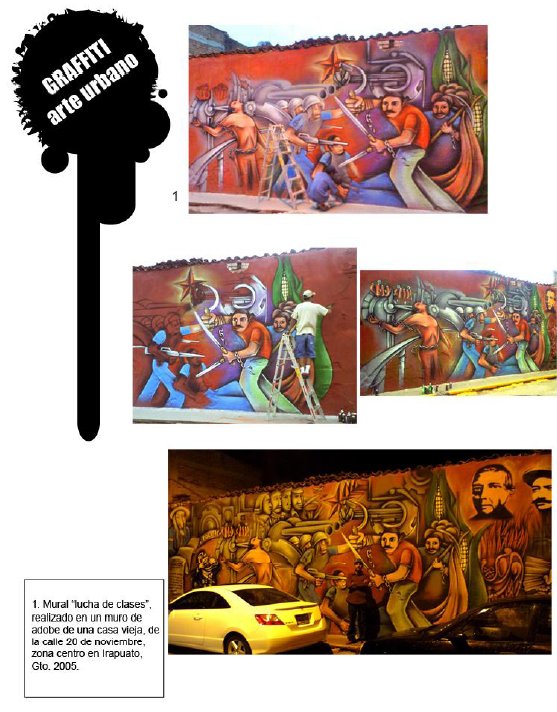 GRAFFITI
arte urbano
1
1. Mural "lucha de clases",
realizado en un muro de
adobe de una casa vieja, de
la calle 20 de noviembre,
zona centro en Irapuato,
Gto. 2005.